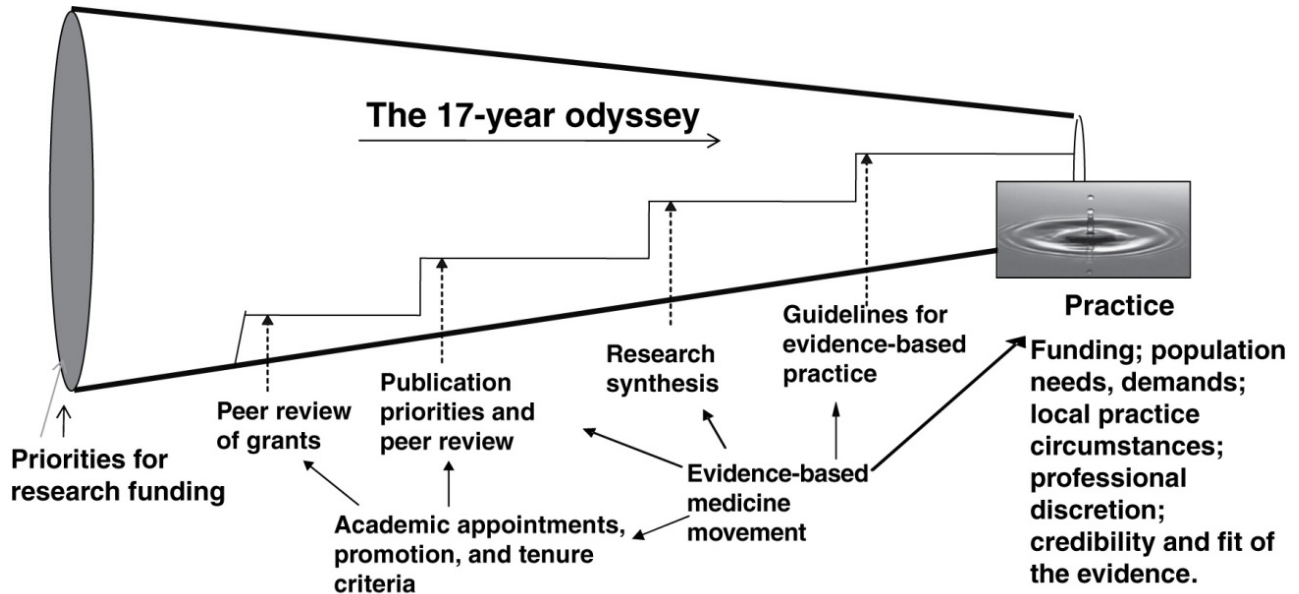 The 17-year odyssey
Priorities for
research funding
Peer review
of grants
Publication
priorities and
peer review
Research
synthesis
Guidelines for
evidence-based
practice
Academic appointments,
promotion, and tenure
criteria
Evidence-based
medicine
movement
Practice
Funding; population
needs, demands;
local practice
circumstances;
professional
discretion;
credibility and fit of
the evidence.